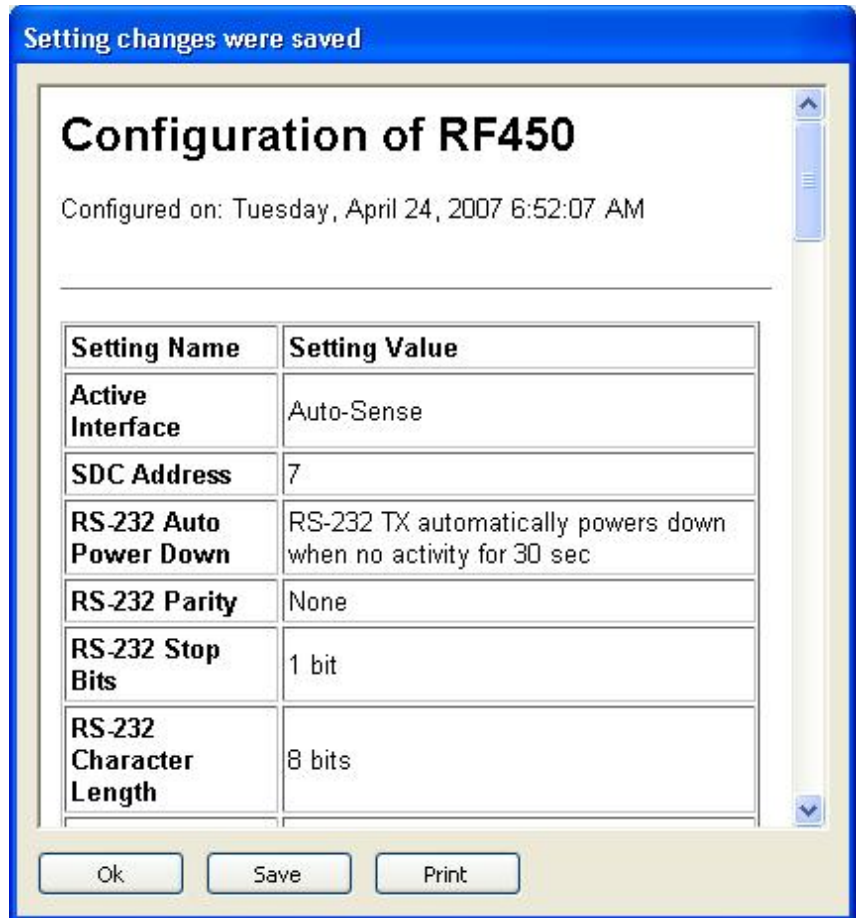 Setting changes were saved
Configuration of RF450
Configured on: Tuesday, April 24, 2007 6:52:07 AM
Setting Name
Setting Value
Active
Interface
Auto-Sense
SDC Address
7
RS-232 Auto
Power Down
RS-232 TX automatically powers down
when no activity for 30 sec
RS-232 Parity
None
RS-232 Stop
Bits
1 bit
RS-232
Character
Length
8 bits
Ok
Save
Print